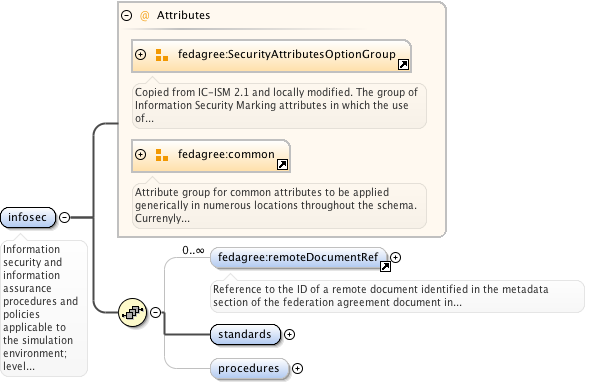 @ Attributes
fedagree:SecurityAttributesOptionGroup
Copied from IC-ISM 2.1 and locally modified. The group of
Information Security Marking attributes in which the use
of...
fedagree:common
Attribute group for common attributes to be applied
generically in numerous locations throughout the schema.
Currenyly...
infosec
Information
security and
information
assurance
procedures and
policies
applicable to
the simulation
environment;
level...
0..∞
fedagree:remoteDocumentRef
Reference to the ID of a remote document identified in the metadata
section of the federation agreement document in...
standards
procedures